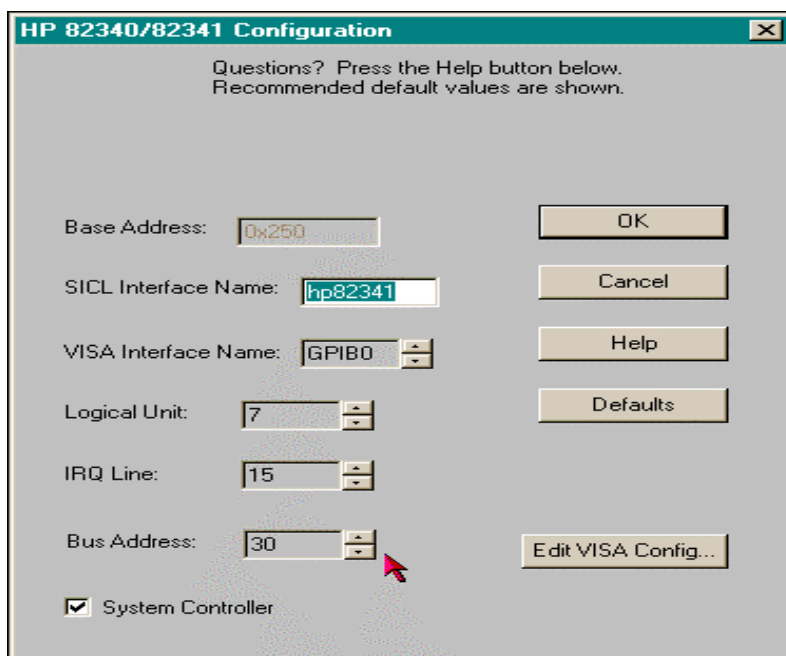 HP 82340/82341 Configuration
Questions? Press the Help button below.
Recommended default values are shown.
Base Address: 0x250
OK
SICL Interface Name: hp82341
Cancel
VISA Interface Name: GPIB0
Help
Logical Unit: 7
Defaults
IRQ Line: 15
Bus Address: 30
Edit VISA Config...
System Controller